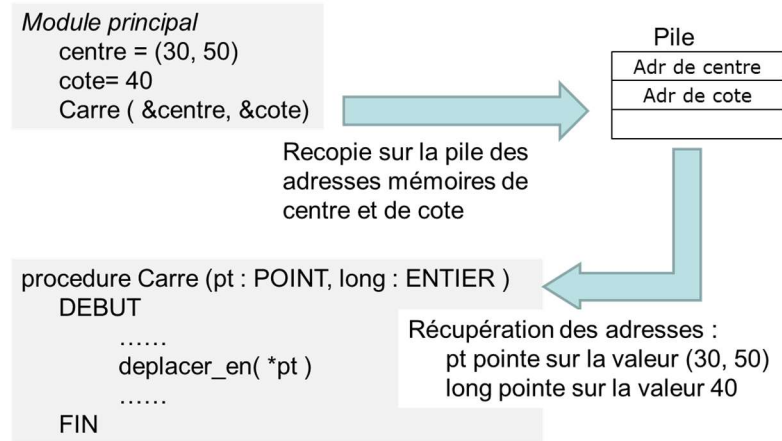 Module principal
centre = (30, 50)
cote= 40
Carre ( &centre, &cote)
Pile
Adr de centre
Adr de cote
Recopie sur la pile des
adresses mémoires de
centre et de cote
procedure Carre (pt : POINT, long : ENTIER )
DEBUT
......
deplacer_en( *pt )
......
FIN
Récupération des adresses :
pt pointe sur la valeur (30, 50)
long pointe sur la valeur 40